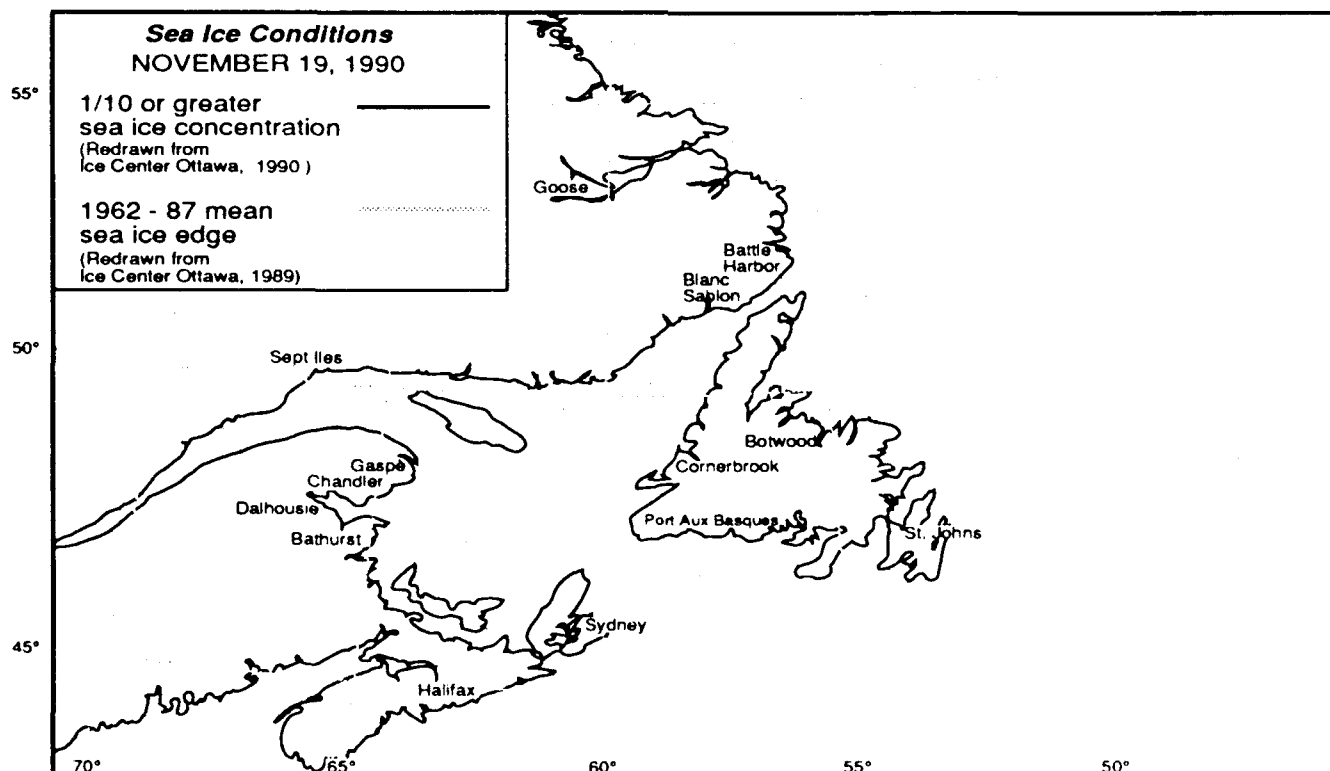 Sea Ice Conditions
NOVEMBER 19, 1990
1/10 or greater
sea ice concentration
(Redrawn from
Ice Center Ottawa, 1990 )
1962 - 87 mean
sea ice edge
(Redrawn from
Ice Center Ottawa, 1989)
55°
Goose
Battle
Harbor
Blanc
Sablon
50°
Sept Iles
Botwood
Cornerbrook
Gaspe
Chandler
Dalhousie
Port Aux Basques
St. Johns
Bathurst
Sydney
45°
Halifax
70°
65°
60°
55°
50°